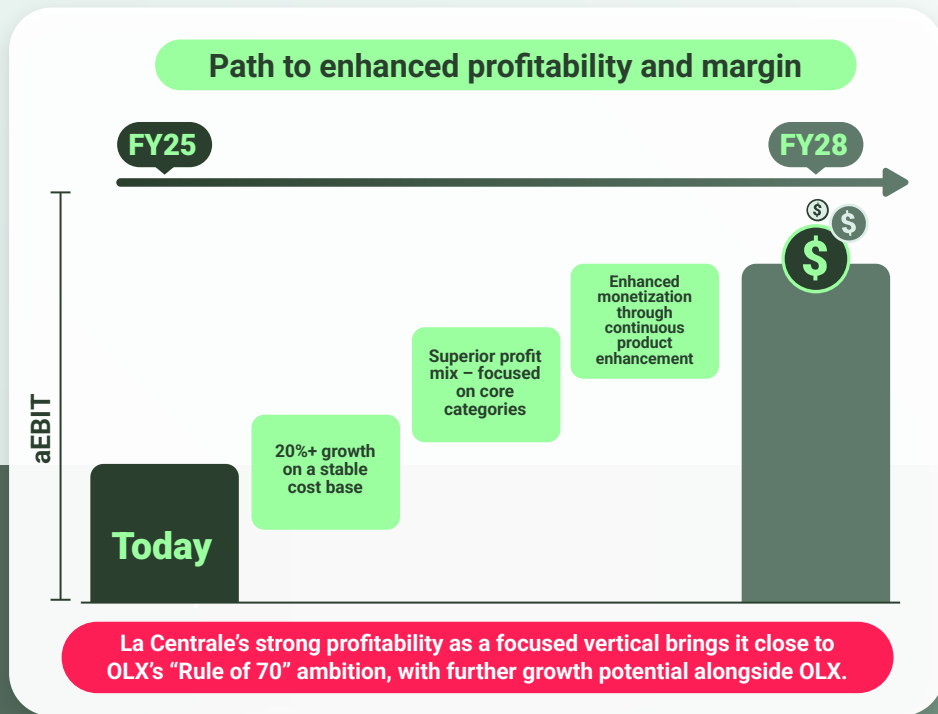 Path to enhanced profitability and margin
FY25
FY28
$
$
$
aEBIT
Today
20%+ growth
on a stable
cost base
Superior profit
mix – focused
on core
categories
Enhanced
monetization
through
continuous
product
enhancement
La Centrale’s strong profitability as a focused vertical brings it close to
OLX’s “Rule of 70” ambition, with further growth potential alongside OLX.